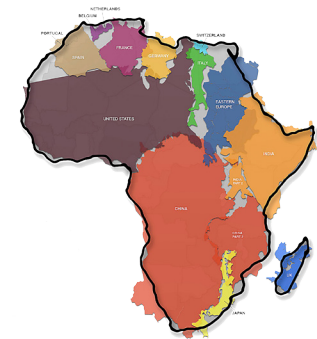 NETHERLANDS
BELGIUM
PORTUGAL
SWITZERLAND
SPAIN
FRANCE
GERMANY
ITALY
EASTERN
EUROPE
UNITED STATES
INDIA
CHINA
JAPAN